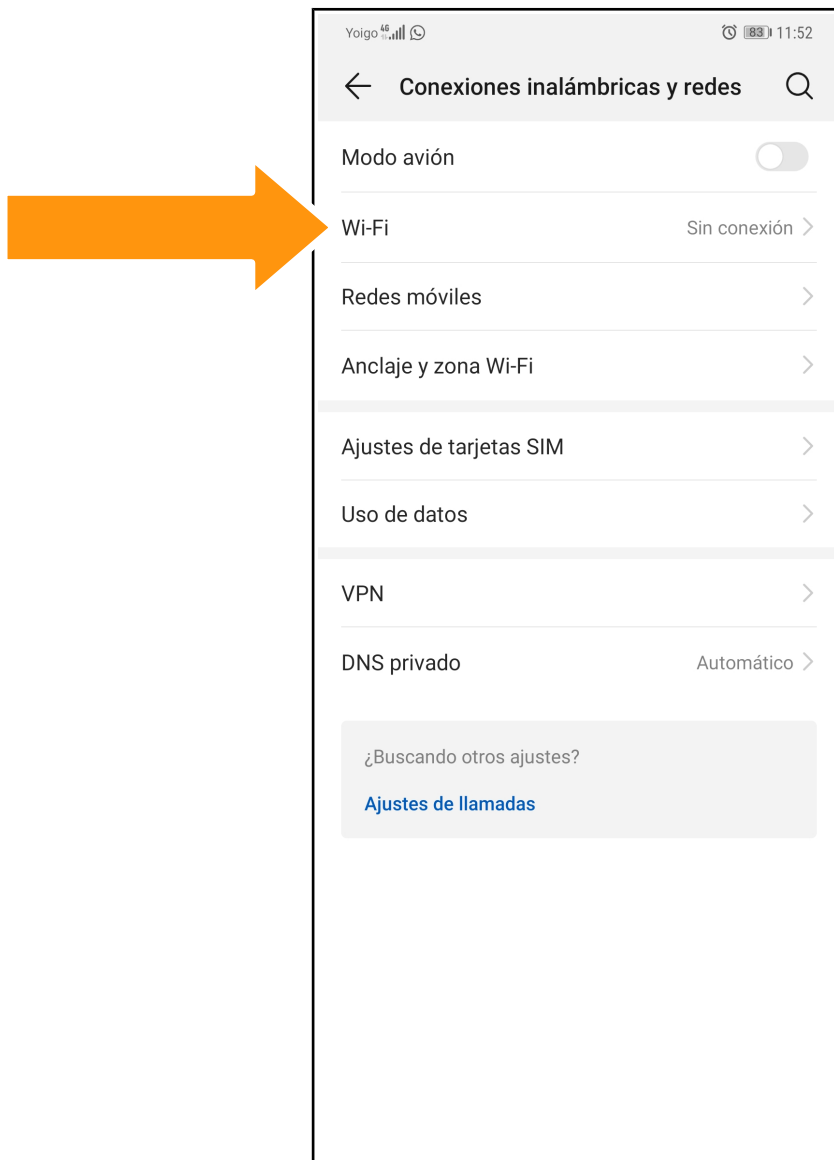 Yoigo 4G 83 11:52
Conexiones inalámbricas y redes
Modo avión
Wi-Fi Sin conexión
Redes móviles
Anclaje y zona Wi-Fi
Ajustes de tarjetas SIM
Uso de datos
VPN
DNS privado Automático
¿Buscando otros ajustes?
Ajustes de llamadas